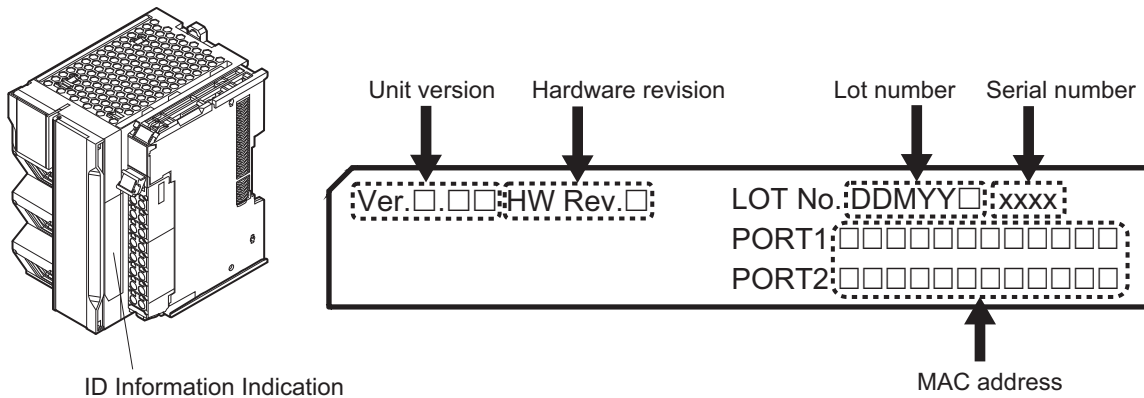 Unit version Hardware revision Lot number Serial number
Ver.□.□□ HW Rev.□ LOT No. DDMYY□ xxxx
PORT1 □□□□□□□□□□□□
PORT2 □□□□□□□□□□□□
ID Information Indication
MAC address